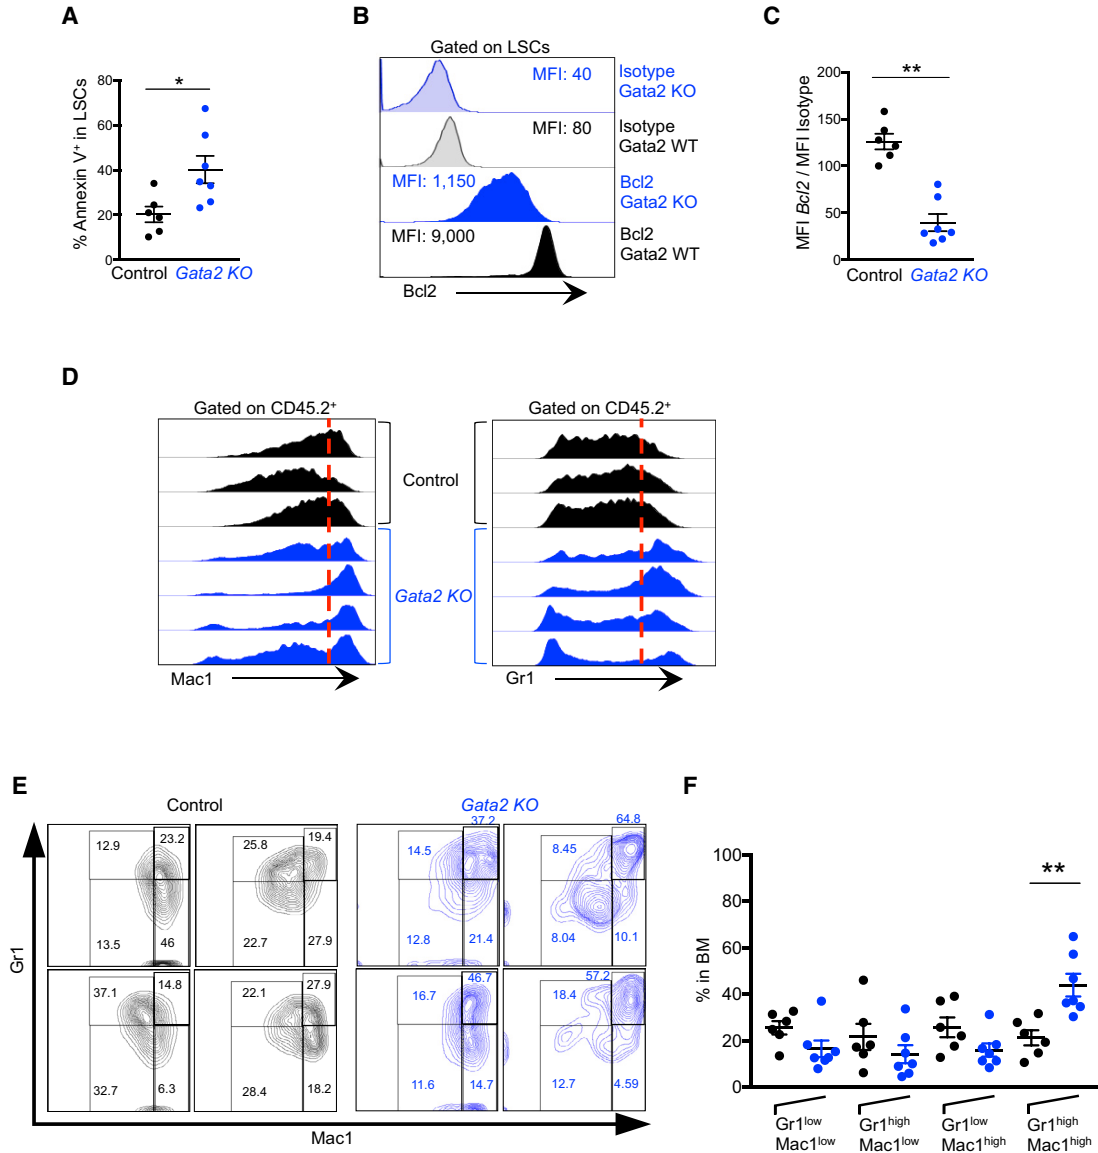 A
% Annexin V⁺ in LSCs
80
60
40
20
0
*
Control
Gata2 KO
B
Gated on LSCs
MFI: 40
Isotype
Gata2 KO
MFI: 80
Isotype
Gata2 WT
MFI: 1,150
Bcl2
Gata2 KO
MFI: 9,000
Bcl2
Gata2 WT
Bcl2
C
MFI Bcl2 / MFI Isotype
200
150
100
50
0
**
Control
Gata2 KO
D
Gated on CD45.2⁺
Gated on CD45.2⁺
Control
Gata2 KO
Mac1
Gr1
E
Control
Gata2 KO
12.9
23.2
13.5
46
25.8
19.4
22.7
27.9
14.5
37.2
12.8
21.4
8.45
64.8
8.04
10.1
37.1
14.8
32.7
6.3
22.1
27.9
28.4
18.2
16.7
46.7
11.6
14.7
18.4
57.2
12.7
4.59
Gr1
Mac1
F
% in BM
100
80
60
40
20
0
**
Gr1ˡᵒʷ
Mac1ˡᵒʷ
Gr1ʰⁱᵍʰ
Mac1ˡᵒʷ
Gr1ˡᵒʷ
Mac1ʰⁱᵍʰ
Gr1ʰⁱᵍʰ
Mac1ʰⁱᵍʰ